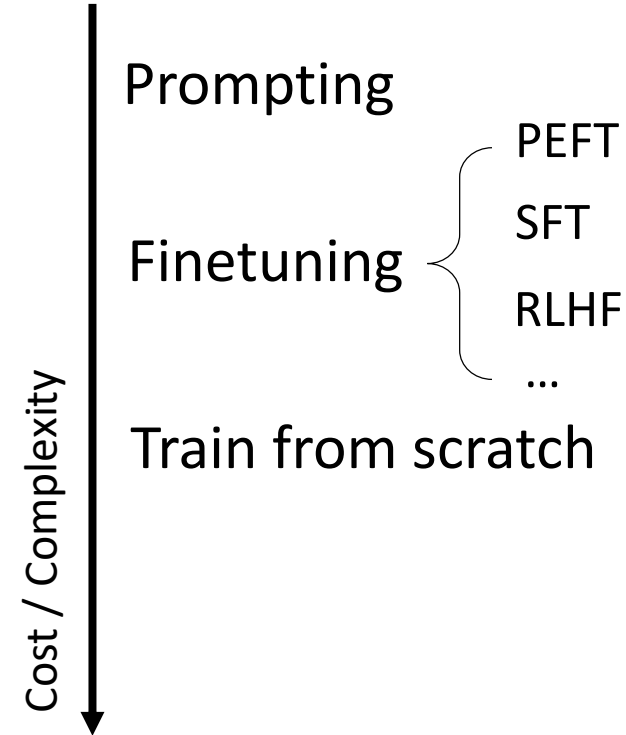 Prompting
PEFT
SFT
Finetuning
RLHF
...
Train from scratch
Cost / Complexity